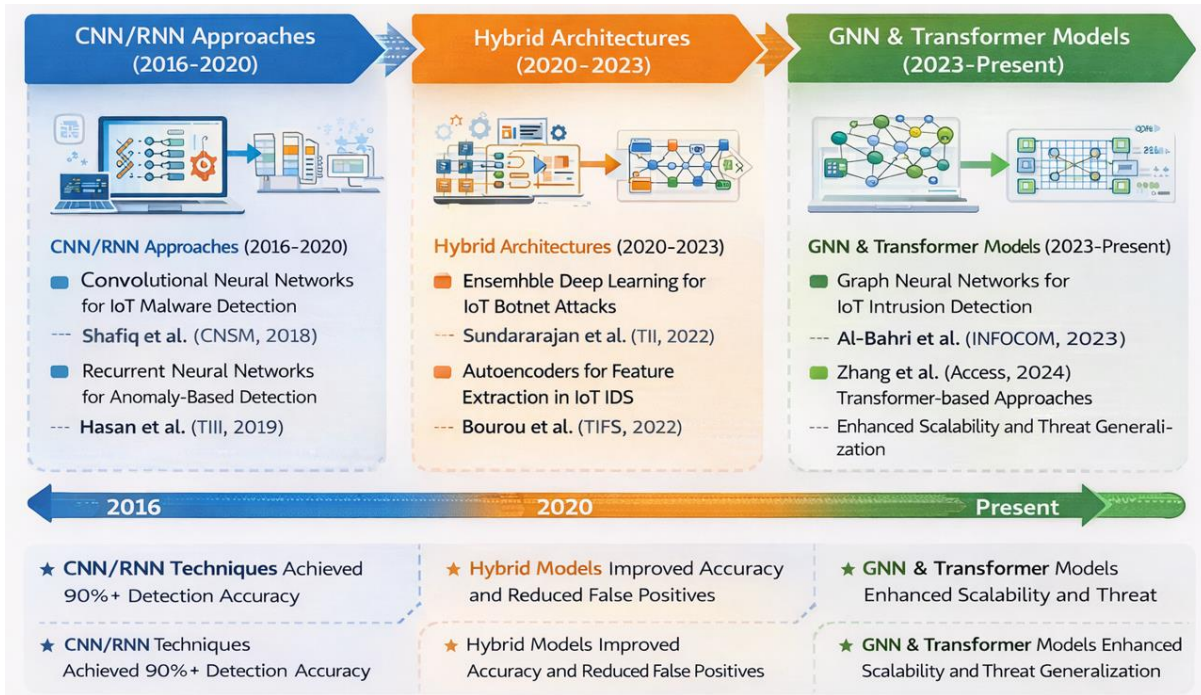 CNN/RNN Approaches
(2016-2020)
Hybrid Architectures
(2020-2023)
GNN & Transformer Models
(2023-Present)
CNN/RNN Approaches (2016-2020)
Convolutional Neural Networks
for IoT Malware Detection
--- Shafiq et al. (CNSM, 2018)
Recurrent Neural Networks
for Anomaly-Based Detection
--- Hasan et al. (TIII, 2019)
Hybrid Architectures (2020-2023)
Ensemhble Deep Learning for
IoT Botnet Attacks
--- Sundararajan et al. (TII, 2022)
Autoencoders for Feature
Extraction in IoT IDS
--- Bourou et al. (TIFS, 2022)
GNN & Transformer Models (2023-Present)
Graph Neural Networks for
IoT Intrusion Detection
--- Al-Bahri et al. (INFOCOM, 2023)
Zhang et al. (Access, 2024)
Transformer-based Approaches
--- Enhanced Scalability and Threat Generali-
zation
2016
2020
Present
★ CNN/RNN Techniques Achieved
90%+ Detection Accuracy
★ Hybrid Models Improved Accuracy
and Reduced False Positives
★ GNN & Transformer Models
Enhanced Scalability and Threat
★ CNN/RNN Techniques
Achieved 90%+ Detection Accuracy
★ Hybrid Models Improved
Accuracy and Reduced False Positives
★ GNN & Transformer Models Enhanced
Scalability and Threat Generalization